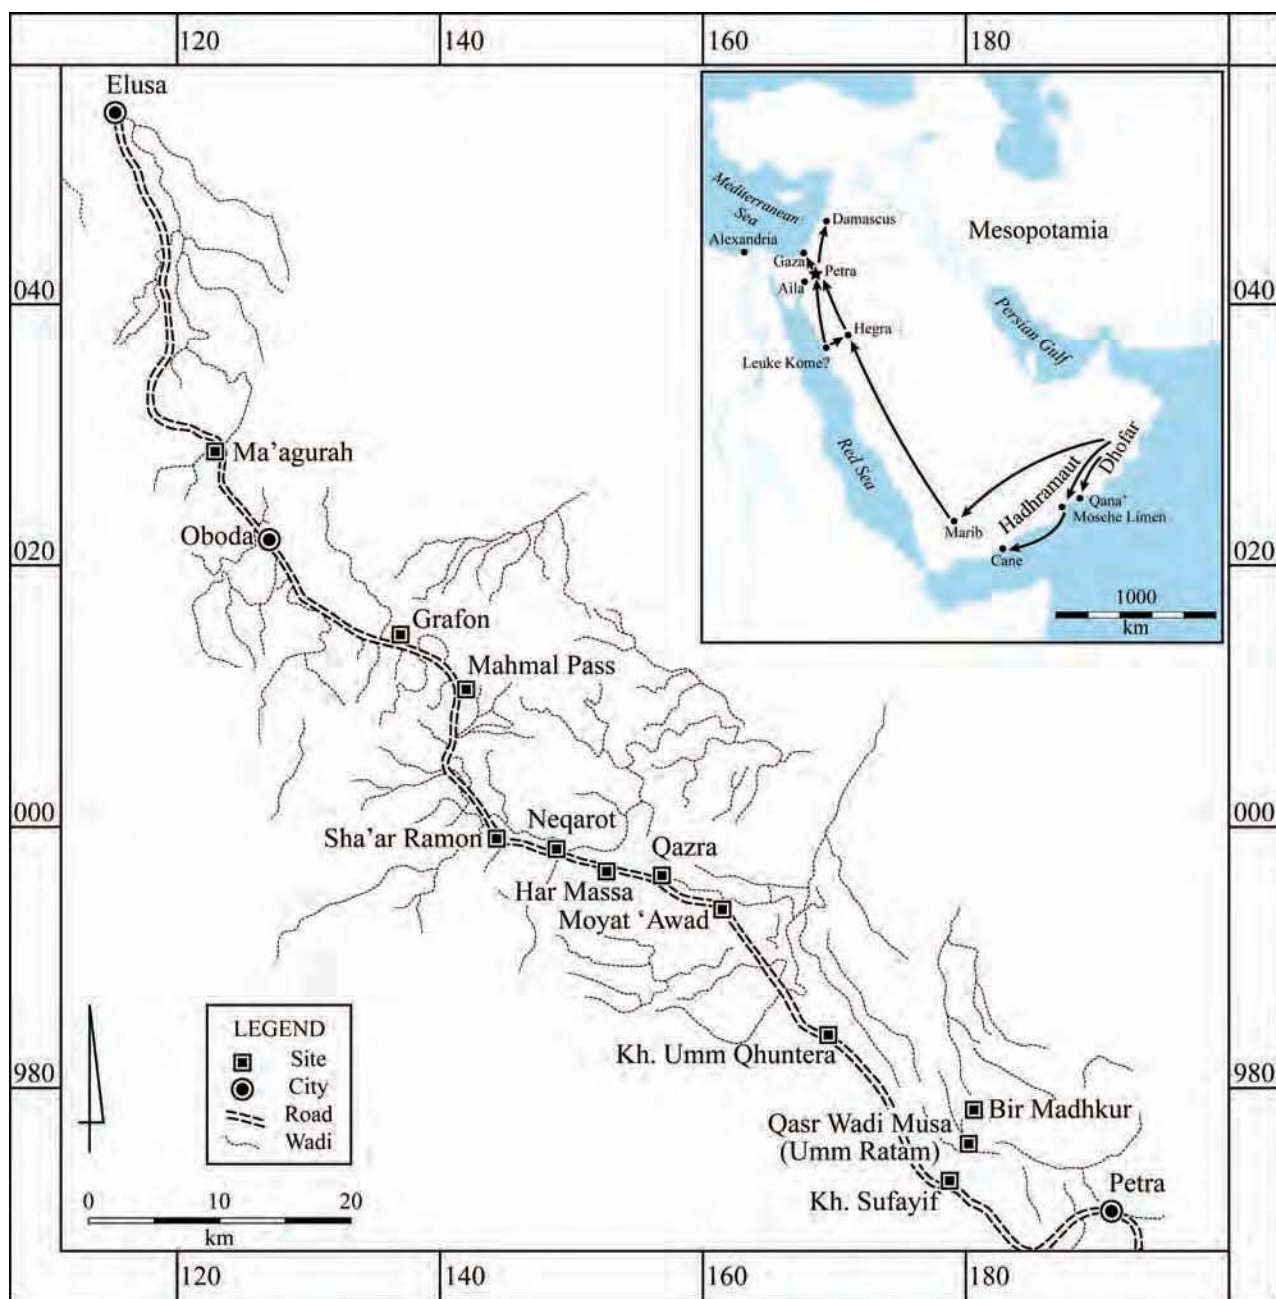 120 140 160 180
Elusa
Mediterranean
Sea
Damascus
Mesopotamia
Alexandria
Gaza
Petra
Aila
040
040
Persian Gulf
Hegra
Leuke Kome?
Red Sea
Dhofar
Hadhramaut
Qana'
Mosche Limen
Marib
Cane
1000
km
Ma'agurah
Oboda
020
020
Grafon
Mahmal Pass
000
000
Neqarot
Sha'ar Ramon
Qazra
Har Massa
Moyat 'Awad
LEGEND
Site
City
Road
Wadi
Kh. Umm Qhuntera
980
980
Bir Madhkur
Qasr Wadi Musa
(Umm Ratam)
Petra
Kh. Sufayif
0 10 20
km
120 140 160 180